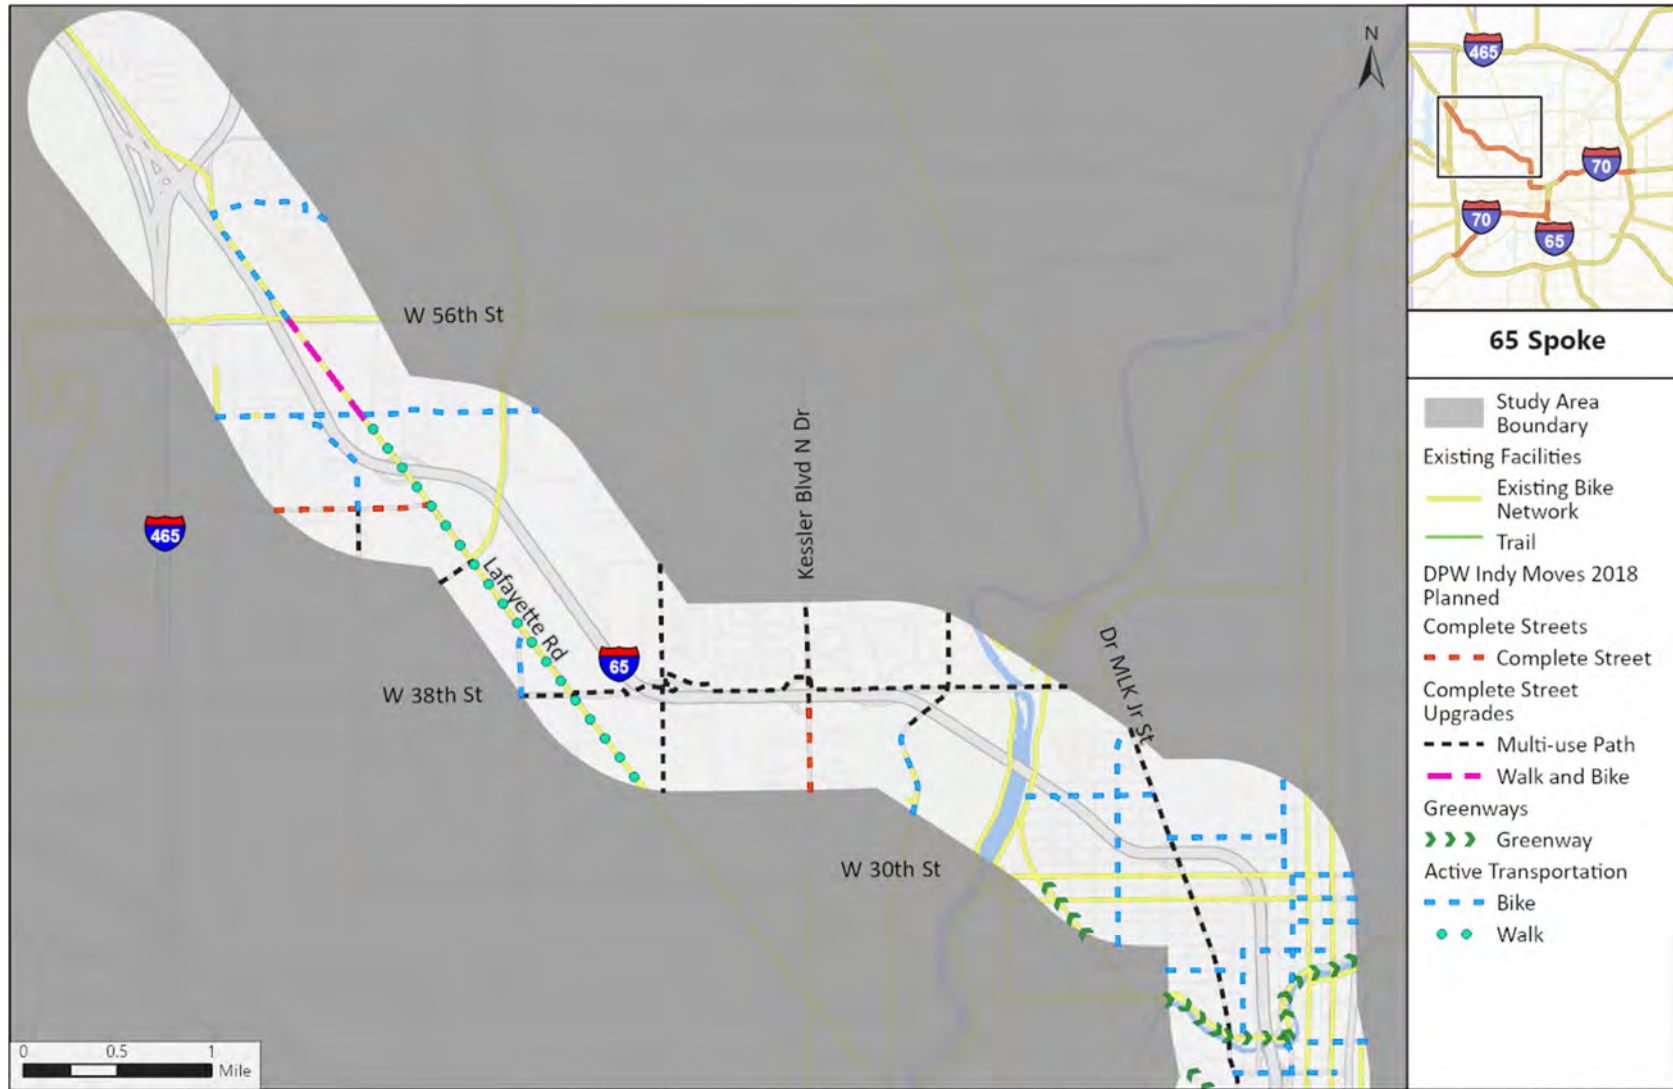 W 56th St
465
Kessler Blvd N Dr
Lafayette Rd
65
W 38th St
Dr MLK Jr St
W 30th St
0 0.5 1
Mile
N
465
70
70
65
65 Spoke
Study Area
Boundary
Existing Facilities
Existing Bike
Network
Trail
DPW Indy Moves 2018
Planned
Complete Streets
Complete Street
Complete Street
Upgrades
Multi-use Path
Walk and Bike
Greenways
Greenway
Active Transportation
Bike
Walk